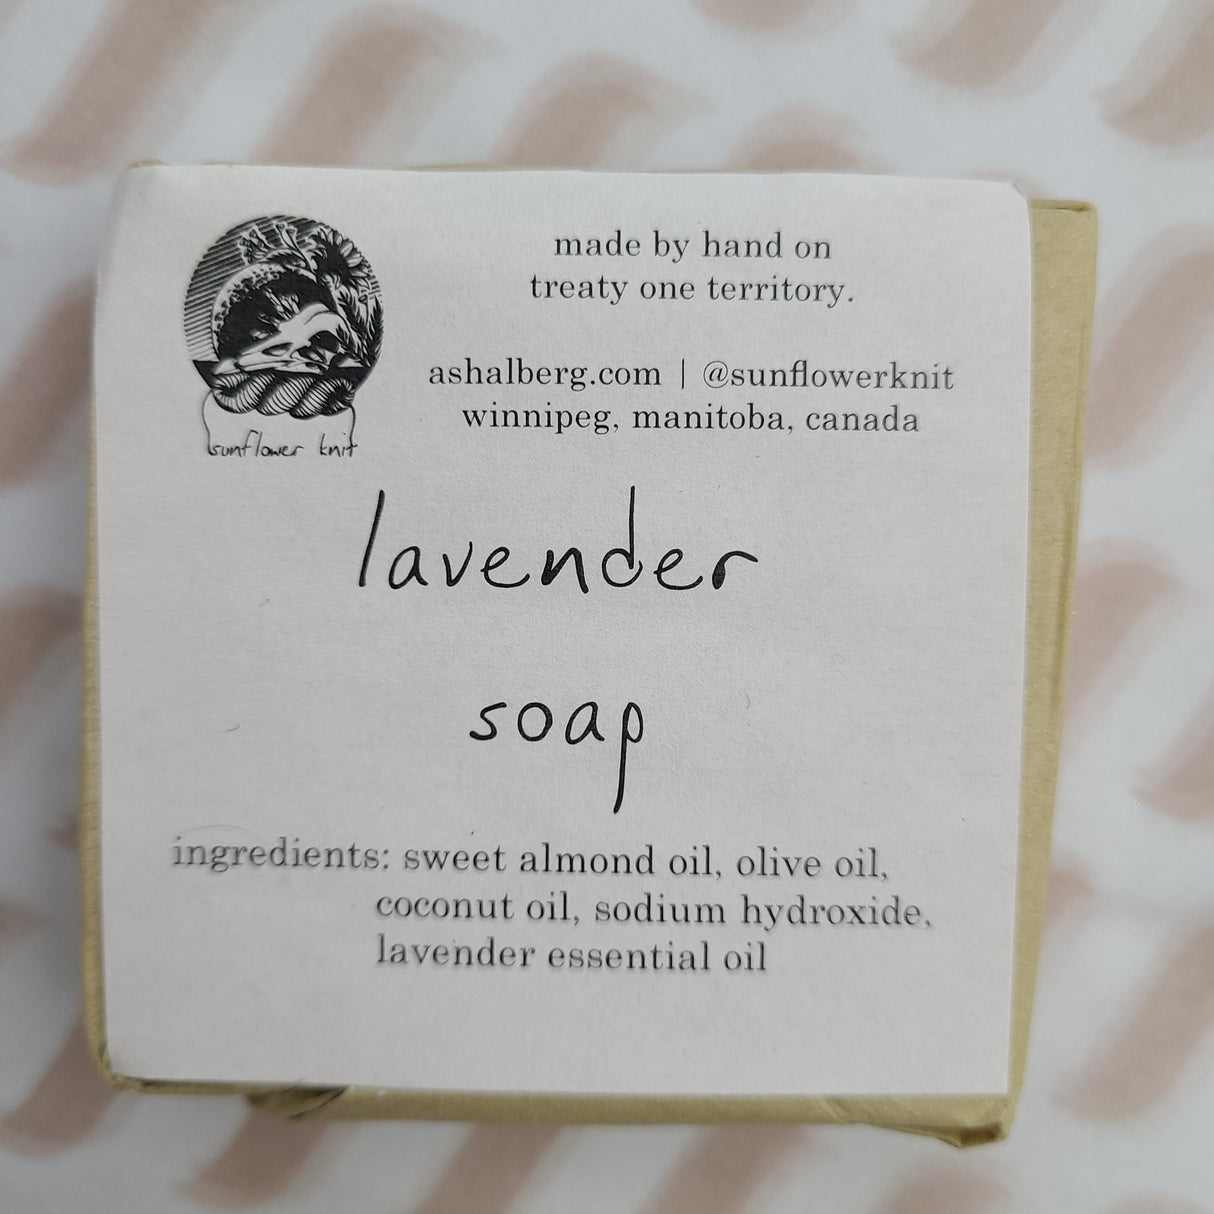 made by hand on
treaty one territory.
ashalberg.com | @sunflowerknit
winnipeg, manitoba, canada
sunflower knit
lavender
soap
ingredients: sweet almond oil, olive oil,
coconut oil, sodium hydroxide,
lavender essential oil